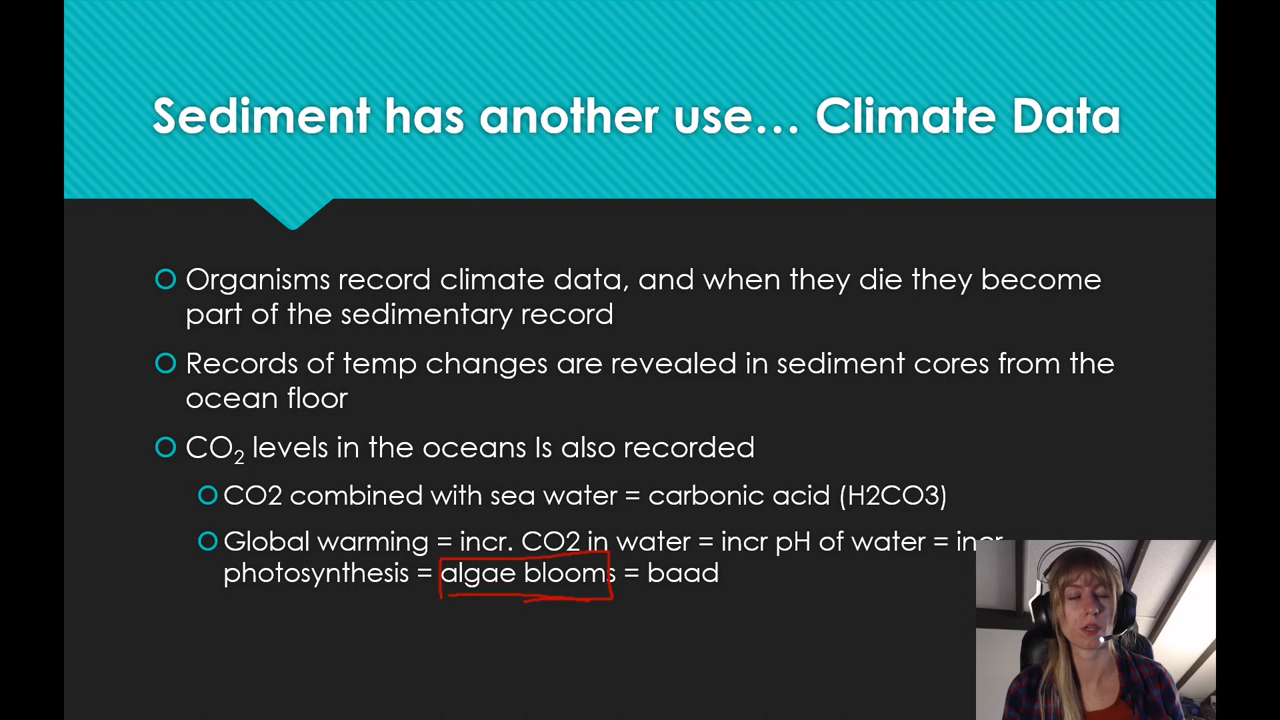 Sediment has another use... Climate Data
Organisms record climate data, and when they die they become
part of the sedimentary record
Records of temp changes are revealed in sediment cores from the
ocean floor
CO2 levels in the oceans Is also recorded
CO2 combined with sea water = carbonic acid (H2CO3)
Global warming = incr. CO2 in water = incr pH of water = incr
photosynthesis = algae blooms = baad